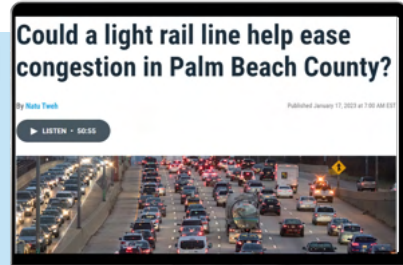 Could a light rail line help ease
congestion in Palm Beach County?
By Natu Tweh
Published January 17, 2023 at 7:00 AM EST
LISTEN • 50:55